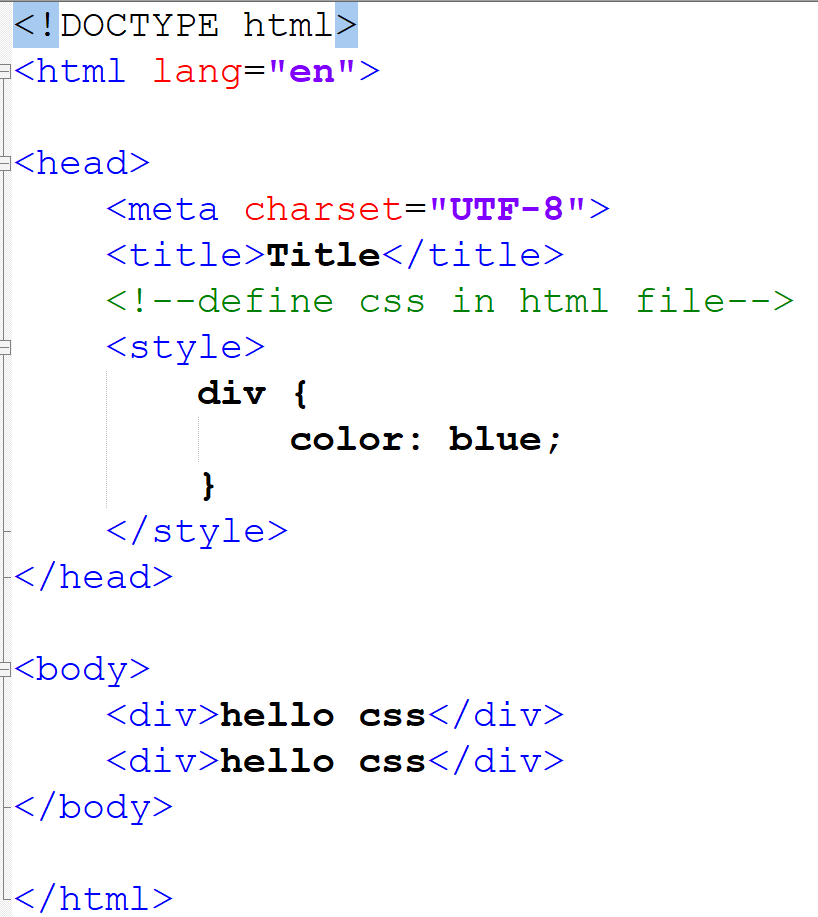 <!DOCTYPE html>
<html lang="en">
<head>
<meta charset="UTF-8">
<title>Title</title>
<!--define css in html file-->
<style>
div {
color: blue;
}
</style>
</head>
<body>
<div>hello css</div>
<div>hello css</div>
</body>
</html>